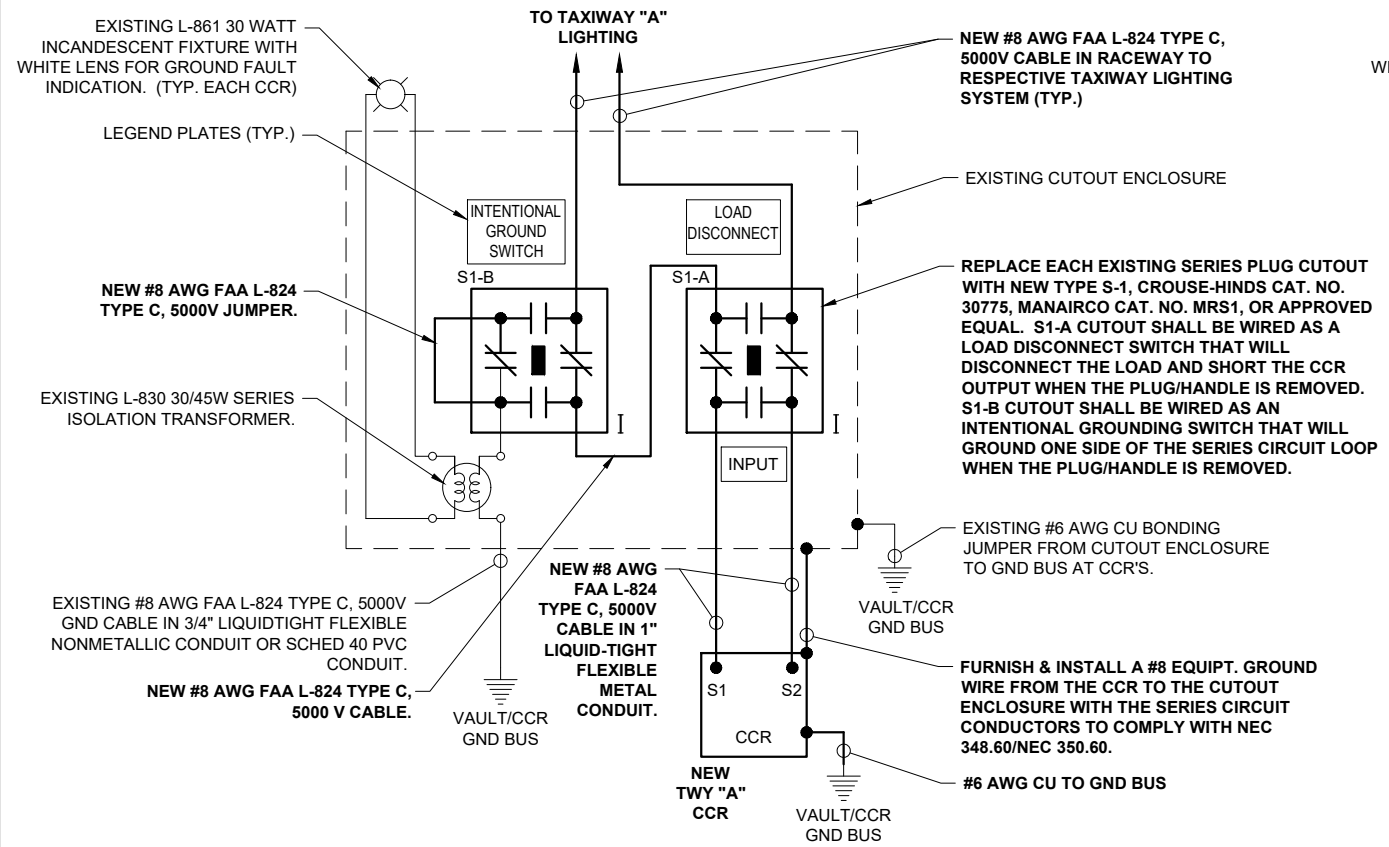 EXISTING L-861 30 WATT
INCANDESCENT FIXTURE WITH
WHITE LENS FOR GROUND FAULT
INDICATION. (TYP. EACH CCR)
LEGEND PLATES (TYP.)
TO TAXIWAY "A"
LIGHTING
NEW #8 AWG FAA L-824 TYPE C,
5000V CABLE IN RACEWAY TO
RESPECTIVE TAXIWAY LIGHTING
SYSTEM (TYP.)
EXISTING CUTOUT ENCLOSURE
INTENTIONAL
GROUND
SWITCH
S1-B
LOAD
DISCONNECT
S1-A
NEW #8 AWG FAA L-824
TYPE C, 5000V JUMPER.
EXISTING L-830 30/45W SERIES
ISOLATION TRANSFORMER.
I
I
INPUT
REPLACE EACH EXISTING SERIES PLUG CUTOUT
WITH NEW TYPE S-1, CROUSE-HINDS CAT. NO.
30775, MANAIRCO CAT. NO. MRS1, OR APPROVED
EQUAL. S1-A CUTOUT SHALL BE WIRED AS A
LOAD DISCONNECT SWITCH THAT WILL
DISCONNECT THE LOAD AND SHORT THE CCR
OUTPUT WHEN THE PLUG/HANDLE IS REMOVED.
S1-B CUTOUT SHALL BE WIRED AS AN
INTENTIONAL GROUNDING SWITCH THAT WILL
GROUND ONE SIDE OF THE SERIES CIRCUIT LOOP
WHEN THE PLUG/HANDLE IS REMOVED.
EXISTING #6 AWG CU BONDING
JUMPER FROM CUTOUT ENCLOSURE
TO GND BUS AT CCR'S.
VAULT/CCR
GND BUS
EXISTING #8 AWG FAA L-824 TYPE C, 5000V
GND CABLE IN 3/4" LIQUIDTIGHT FLEXIBLE
NONMETALLIC CONDUIT OR SCHED 40 PVC
CONDUIT.
NEW #8 AWG FAA L-824 TYPE C,
5000 V CABLE.
VAULT/CCR
GND BUS
NEW #8 AWG
FAA L-824
TYPE C, 5000V
CABLE IN 1"
LIQUID-TIGHT
FLEXIBLE
METAL
CONDUIT.
S1
S2
CCR
NEW
TWY "A"
CCR
FURNISH & INSTALL A #8 EQUIPT. GROUND
WIRE FROM THE CCR TO THE CUTOUT
ENCLOSURE WITH THE SERIES CIRCUIT
CONDUCTORS TO COMPLY WITH NEC
348.60/NEC 350.60.
#6 AWG CU TO GND BUS
VAULT/CCR
GND BUS